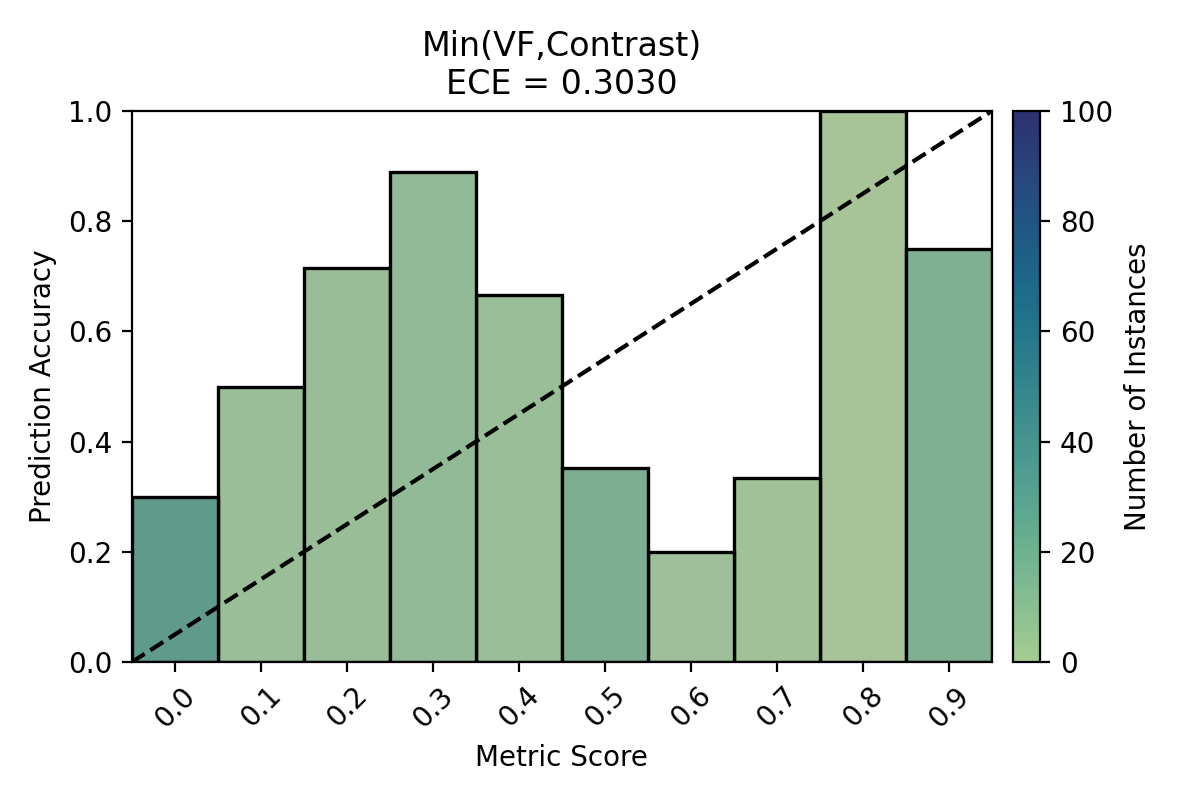 Min(VF,Contrast)
ECE = 0.3030
1.0
0.8
0.6
0.4
0.2
0.0
Prediction Accuracy
0.0 0.1 0.2 0.3 0.4 0.5 0.6 0.7 0.8 0.9
Metric Score
100
80
60
40
20
0
Number of Instances